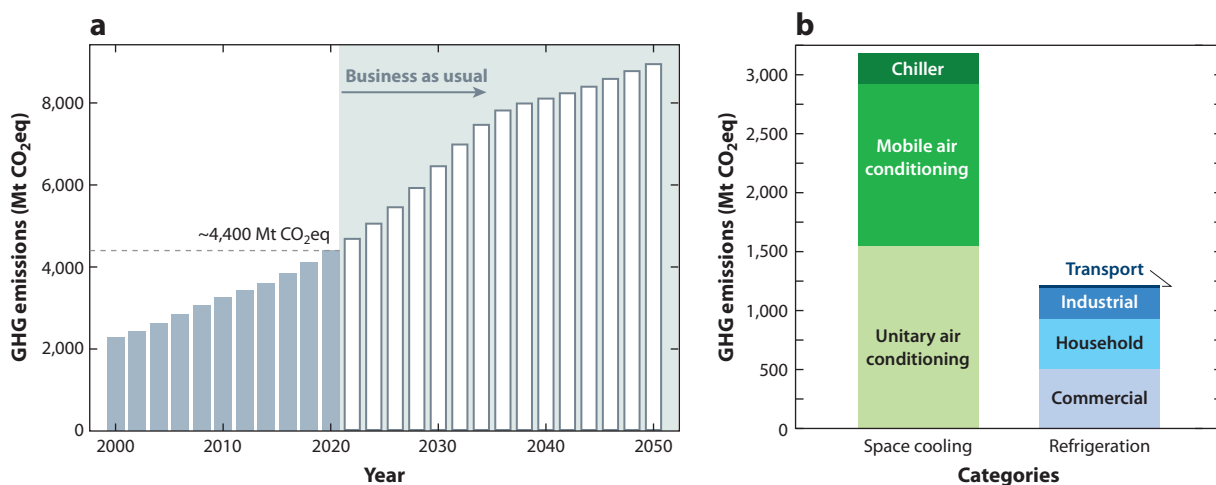 a
GHG emissions (Mt CO₂eq)
8,000
6,000
4,000
2,000
0
Business as usual
~4,400 Mt CO₂eq
2000
2010
2020
2030
2040
2050
Year
b
GHG emissions (Mt CO₂eq)
3,000
2,500
2,000
1,500
1,000
500
0
Chiller
Mobile air
conditioning
Unitary air
conditioning
Transport
Industrial
Household
Commercial
Space cooling
Refrigeration
Categories